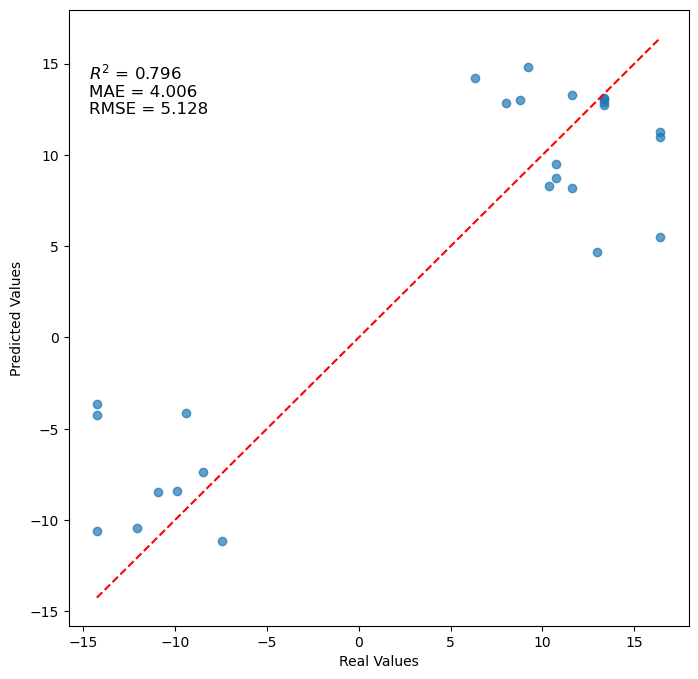 R² = 0.796
MAE = 4.006
RMSE = 5.128
15
10
5
0
−5
−10
−15
Predicted Values
−15 −10 −5 0 5 10 15
Real Values